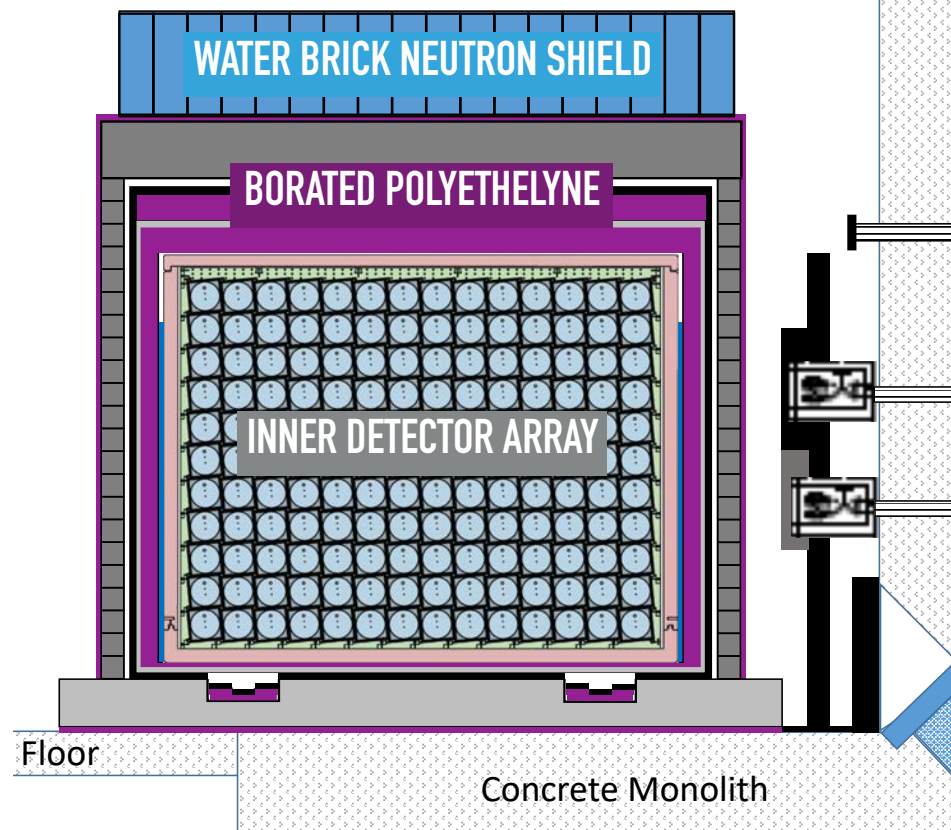 WATER BRICK NEUTRON SHIELD
BORATED POLYETHELYNE
INNER DETECTOR ARRAY
Floor
Concrete Monolith